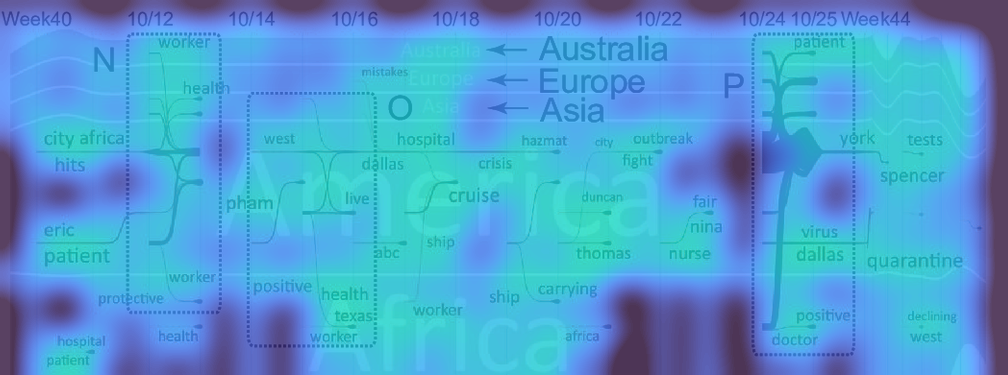 Week40 10/12 10/14 10/16 10/18 10/20 10/22 10/24 10/25 Week44
worker patient
N Australia ← Australia
mistakes Europe ← Europe P
health O Asia ← Asia
city africa west hospital hazmat city outbreak york tests
hits dallas crisis fight spencer
pham live cruise duncan fair
eric nina
patient abc ship thomas nurse virus
dallas quarantine
America
worker positive health ship carrying
protective texas worker positive declining
hospital health worker africa doctor west
patient
Africa